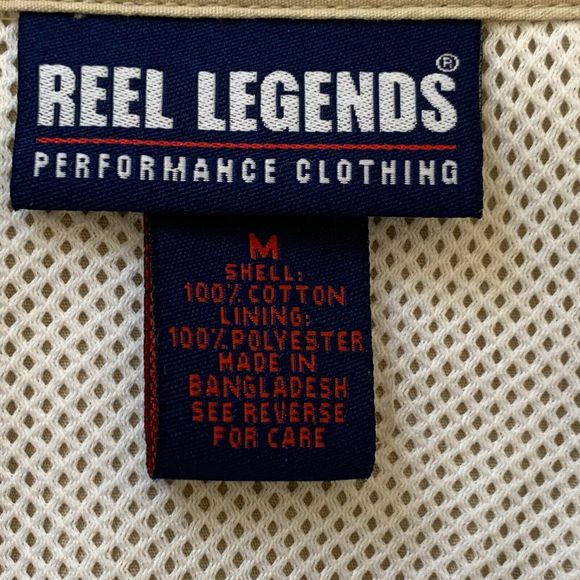 REEL LEGENDS®
PERFORMANCE CLOTHING
M
SHELL:
100% COTTON
LINING:
100% POLYESTER
MADE IN
BANGLADESH
SEE REVERSE
FOR CARE